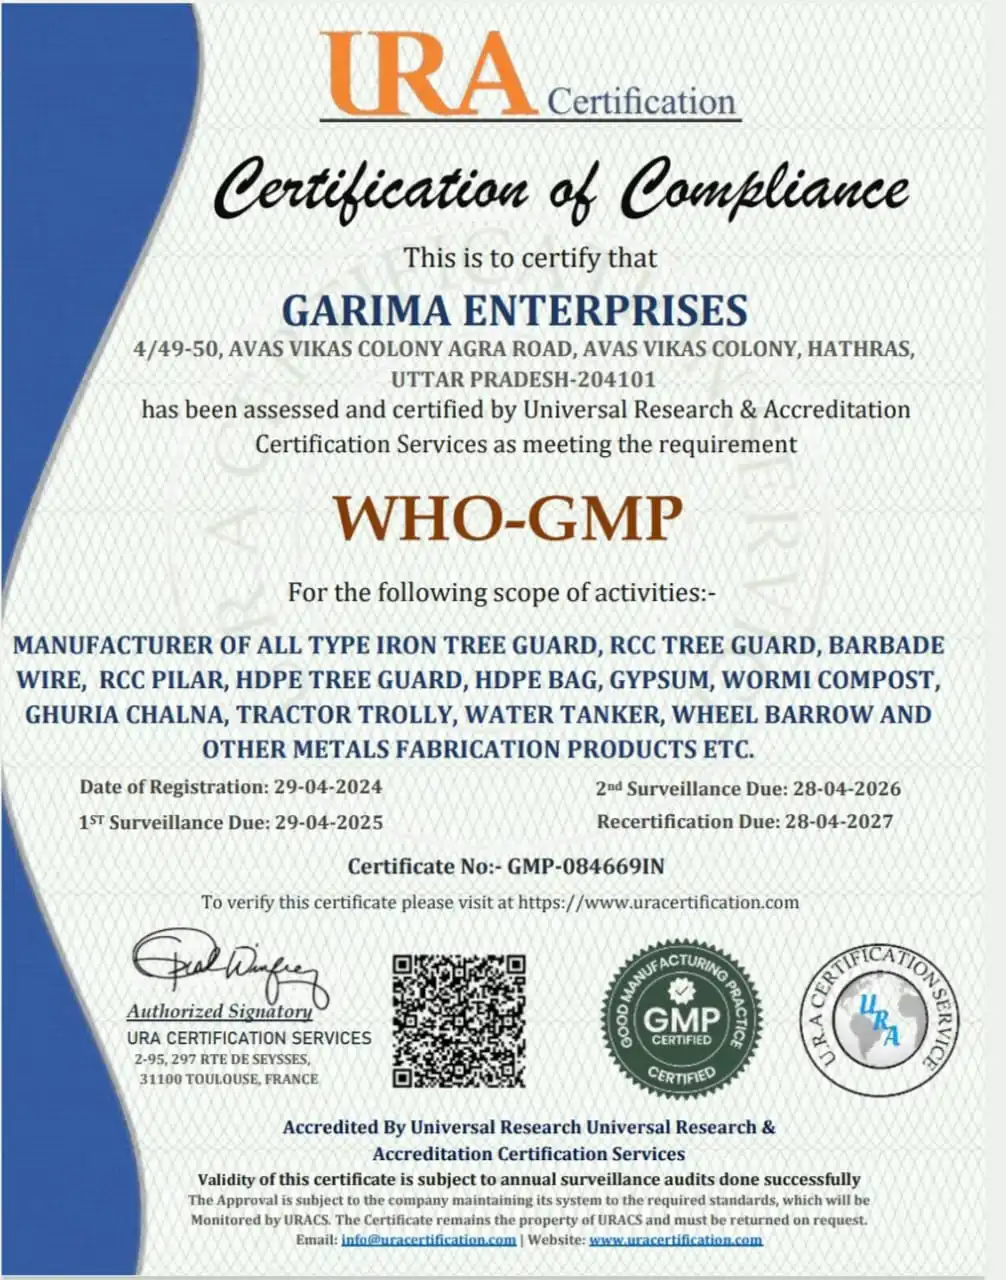 URA Certification
Certification of Compliance
This is to certify that
GARIMA ENTERPRISES
4/49-50, AVAS VIKAS COLONY AGRA ROAD, AVAS VIKAS COLONY, HATHRAS,
UTTAR PRADESH-204101
has been assessed and certified by Universal Research & Accreditation
Certification Services as meeting the requirement
WHO-GMP
For the following scope of activities:-
MANUFACTURER OF ALL TYPE IRON TREE GUARD, RCC TREE GUARD, BARBADE
WIRE, RCC PILAR, HDPE TREE GUARD, HDPE BAG, GYPSUM, WORMI COMPOST,
GHURIA CHALNA, TRACTOR TROLLY, WATER TANKER, WHEEL BARROW AND
OTHER METALS FABRICATION PRODUCTS ETC.
Date of Registration: 29-04-2024
2nd Surveillance Due: 28-04-2026
1ST Surveillance Due: 29-04-2025
Recertification Due: 28-04-2027
Certificate No:- GMP-084669IN
To verify this certificate please visit at https://www.uracertification.com
Authorized Signatory
URA CERTIFICATION SERVICES
2-95, 297 RTE DE SEYSSES,
31100 TOULOUSE, FRANCE
GOOD MANUFACTURING PRACTICE
GMP
CERTIFIED
CERTIFIED
U.R.A CERTIFICATION SERVICE
URA
Accredited By Universal Research Universal Research &
Accreditation Certification Services
Validity of this certificate is subject to annual surveillance audits done successfully
The Approval is subject to the company maintaining its system to the required standards, which will be
Monitored by URACS. The Certificate remains the property of URACS and must be returned on request.
Email: info@uracertification.com | Website: www.uracertification.com